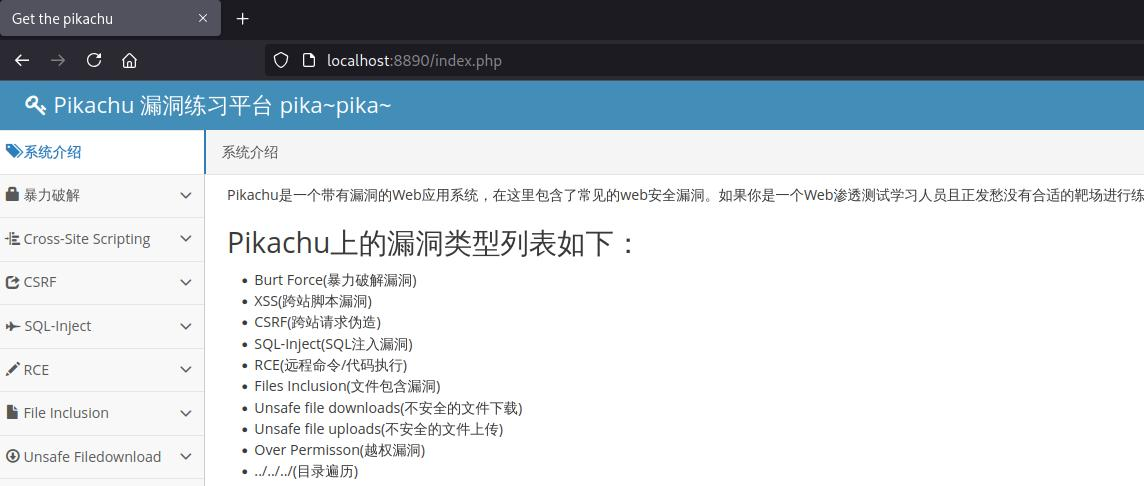 Get the pikachu
localhost:8890/index.php
Pikachu 漏洞练习平台 pika~pika~
系统介绍
暴力破解
Cross-Site Scripting
CSRF
SQL-Inject
RCE
File Inclusion
Unsafe Filedownload
系统介绍
Pikachu是一个带有漏洞的Web应用系统，在这里包含了常见的web安全漏洞。如果你是一个Web渗透测试学习人员且正发愁没有合适的靶场进行练
Pikachu上的漏洞类型列表如下：
Burt Force(暴力破解漏洞)
XSS(跨站脚本漏洞)
CSRF(跨站请求伪造)
SQL-Inject(SQL注入漏洞)
RCE(远程命令/代码执行)
Files Inclusion(文件包含漏洞)
Unsafe file downloads(不安全的文件下载)
Unsafe file uploads(不安全的文件上传)
Over Permisson(越权漏洞)
../../../(目录遍历)